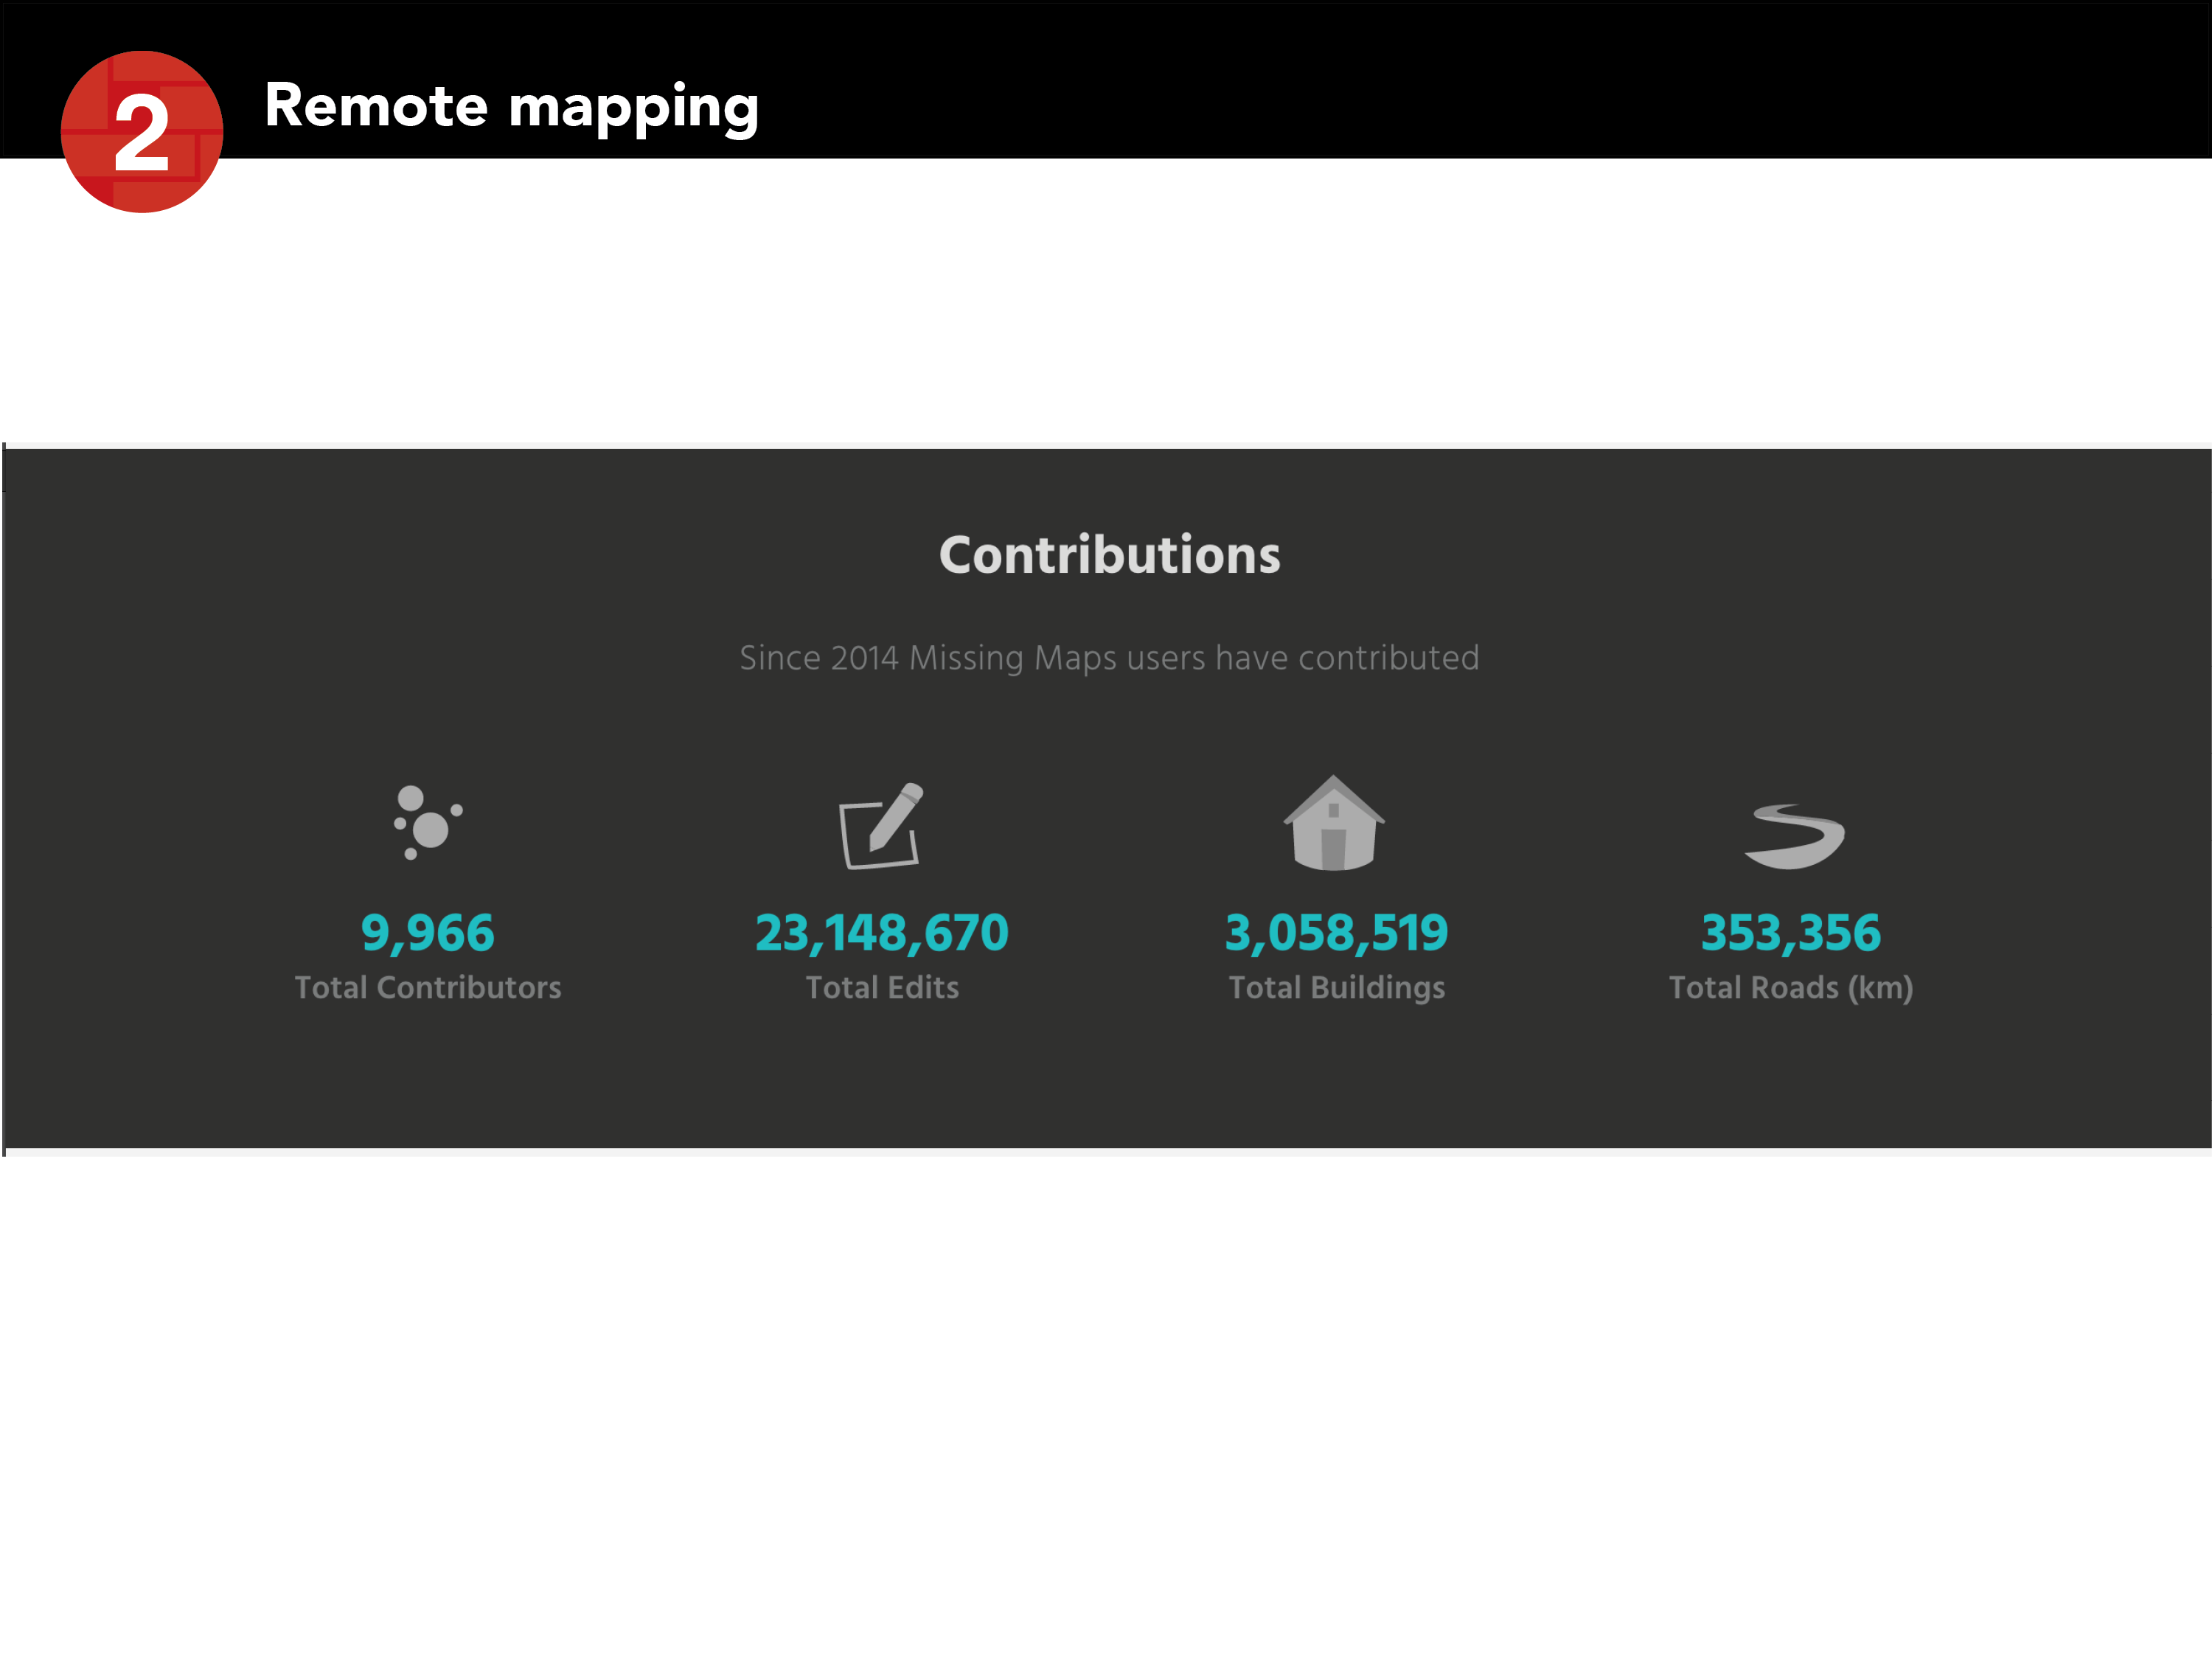 2
Remote mapping
Contributions
Since 2014 Missing Maps users have contributed
9,966
Total Contributors
23,148,670
Total Edits
3,058,519
Total Buildings
353,356
Total Roads (km)